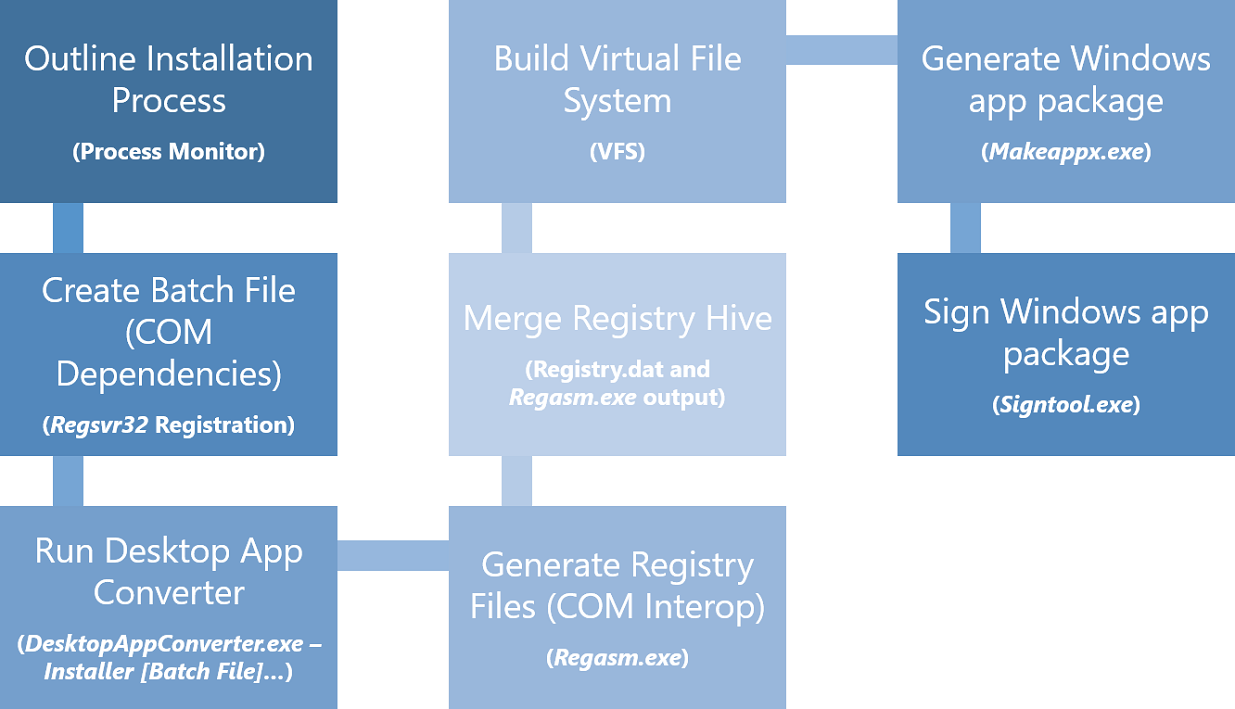 Outline Installation
Process
(Process Monitor)
Create Batch File
(COM
Dependencies)
(Regsvr32 Registration)
Run Desktop App
Converter
(DesktopAppConverter.exe –
Installer [Batch File]...)
Generate Registry
Files (COM Interop)
(Regasm.exe)
Merge Registry Hive
(Registry.dat and
Regasm.exe output)
Build Virtual File
System
(VFS)
Generate Windows
app package
(Makeappx.exe)
Sign Windows app
package
(Signtool.exe)